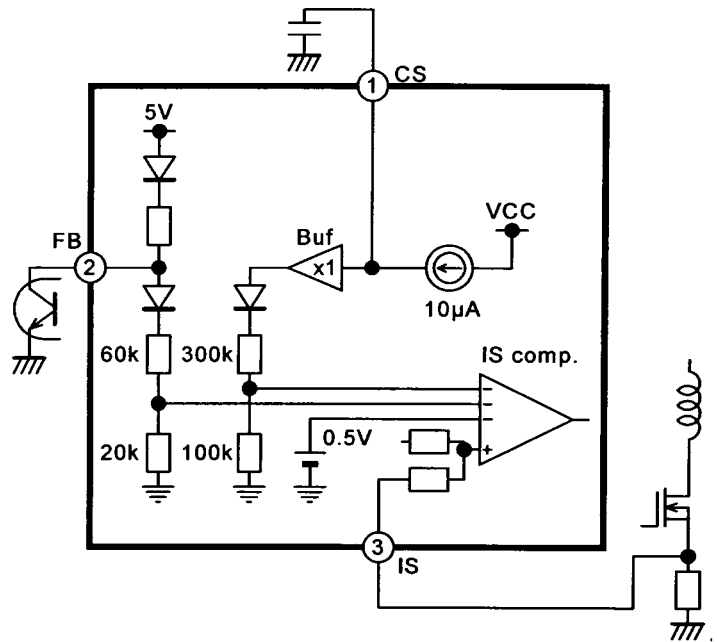 1 CS
5V
VCC
FB
2
Buf
x1
10µA
60k 300k
IS comp.
-
-
-
+
20k 100k
0.5V
3
IS